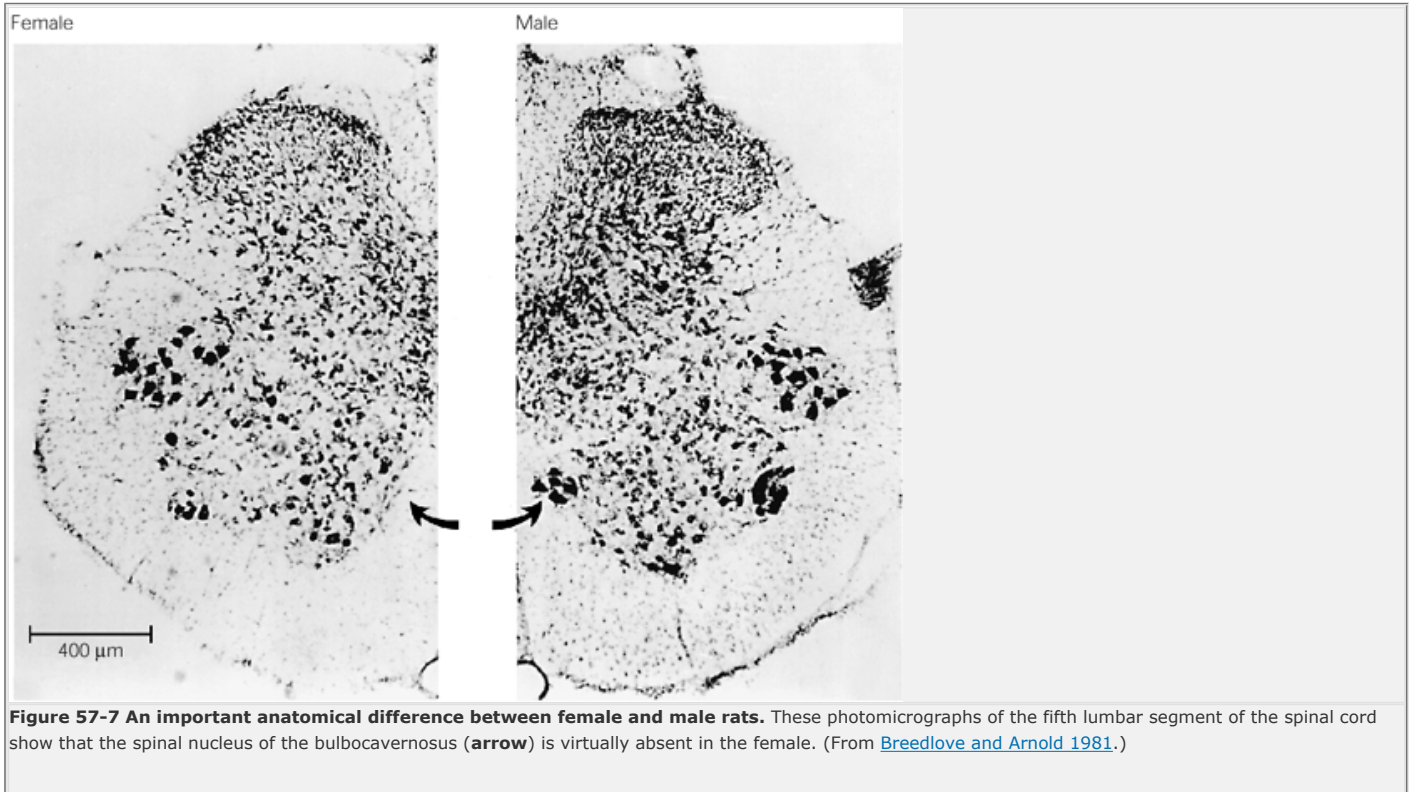 Female
Male
400 μm
Figure 57-7 An important anatomical difference between female and male rats. These photomicrographs of the fifth lumbar segment of the spinal cord
show that the spinal nucleus of the bulbocavernosus (arrow) is virtually absent in the female. (From Breedlove and Arnold 1981.)